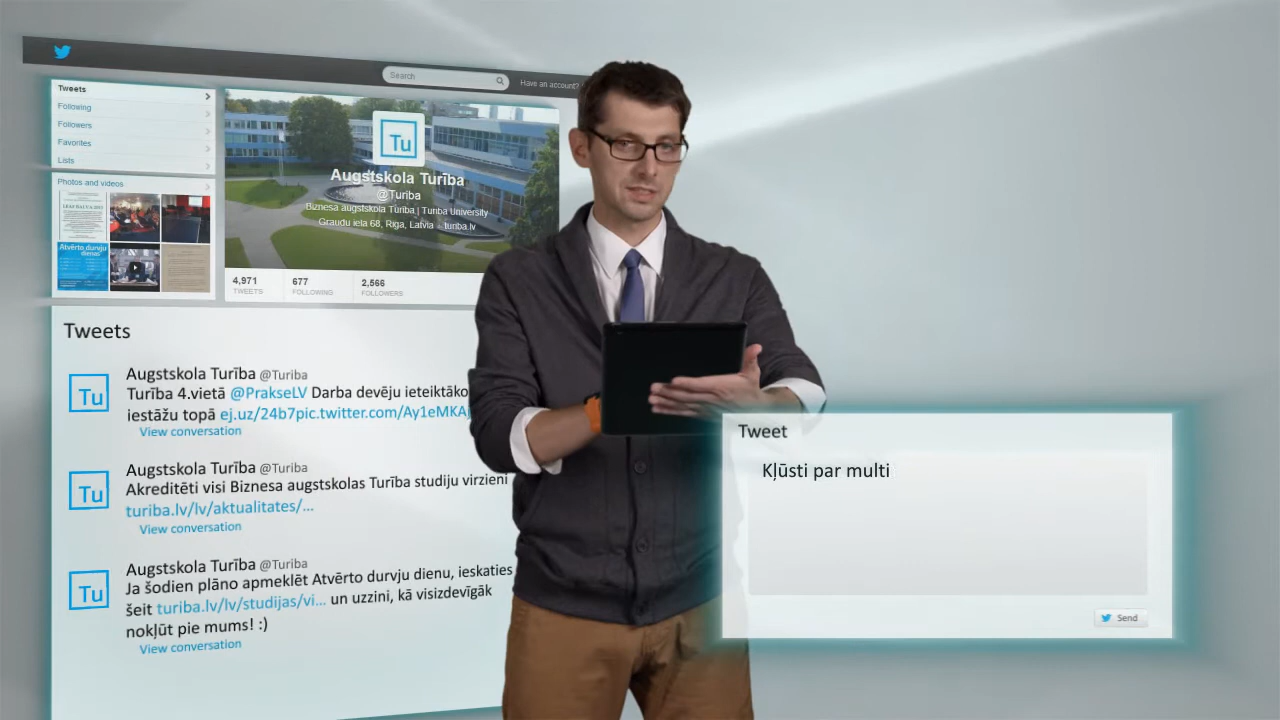 Search
Have an account?
Tweets
Following
Followers
Favorites
Lists
Photos and videos
Atvērto durvju
dienas
Tu
Augstskola Turība
@Turiba
Biznesa augstskola Turība | Turiba University
Graudu iela 68, Riga, Latvia - turiba.lv
4,971
TWEETS
677
FOLLOWING
2,566
FOLLOWERS
Tweets
Tu
Augstskola Turība @Turiba
Turība 4.vietā @PrakseLV Darba devēju ieteiktāko
iestāžu topā ej.uz/24b7pic.twitter.com/Ay1eMKA
View conversation
Tu
Augstskola Turība @Turiba
Akreditēti visi Biznesa augstskolas Turība studiju virzieni
turiba.lv/lv/aktualitates/...
View conversation
Tu
Augstskola Turība @Turiba
Ja šodien plāno apmeklēt Atvērto durvju dienu, ieskaties
šeit turiba.lv/lv/studijas/vi... un uzzini, kā visizdevīgāk
nokļūt pie mums! :)
View conversation
Tweet
Kļūsti par multi
Send